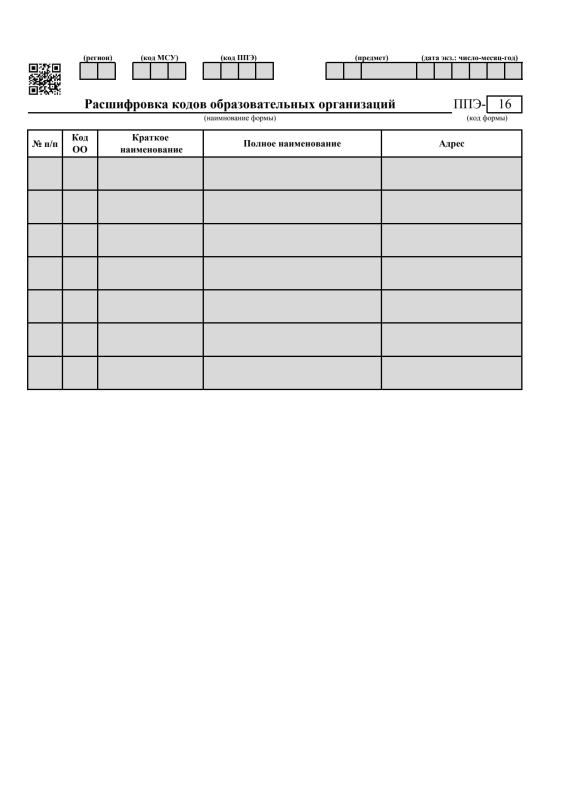 (регион) (код МСУ) (код ППЭ) (предмет) (дата экз.: число-месяц-год)
Расшифровка кодов образовательных организаций ППЭ- 16
(наимнование формы) (код формы)
№ п/п Код ОО Краткое наименование Полное наименование Адрес